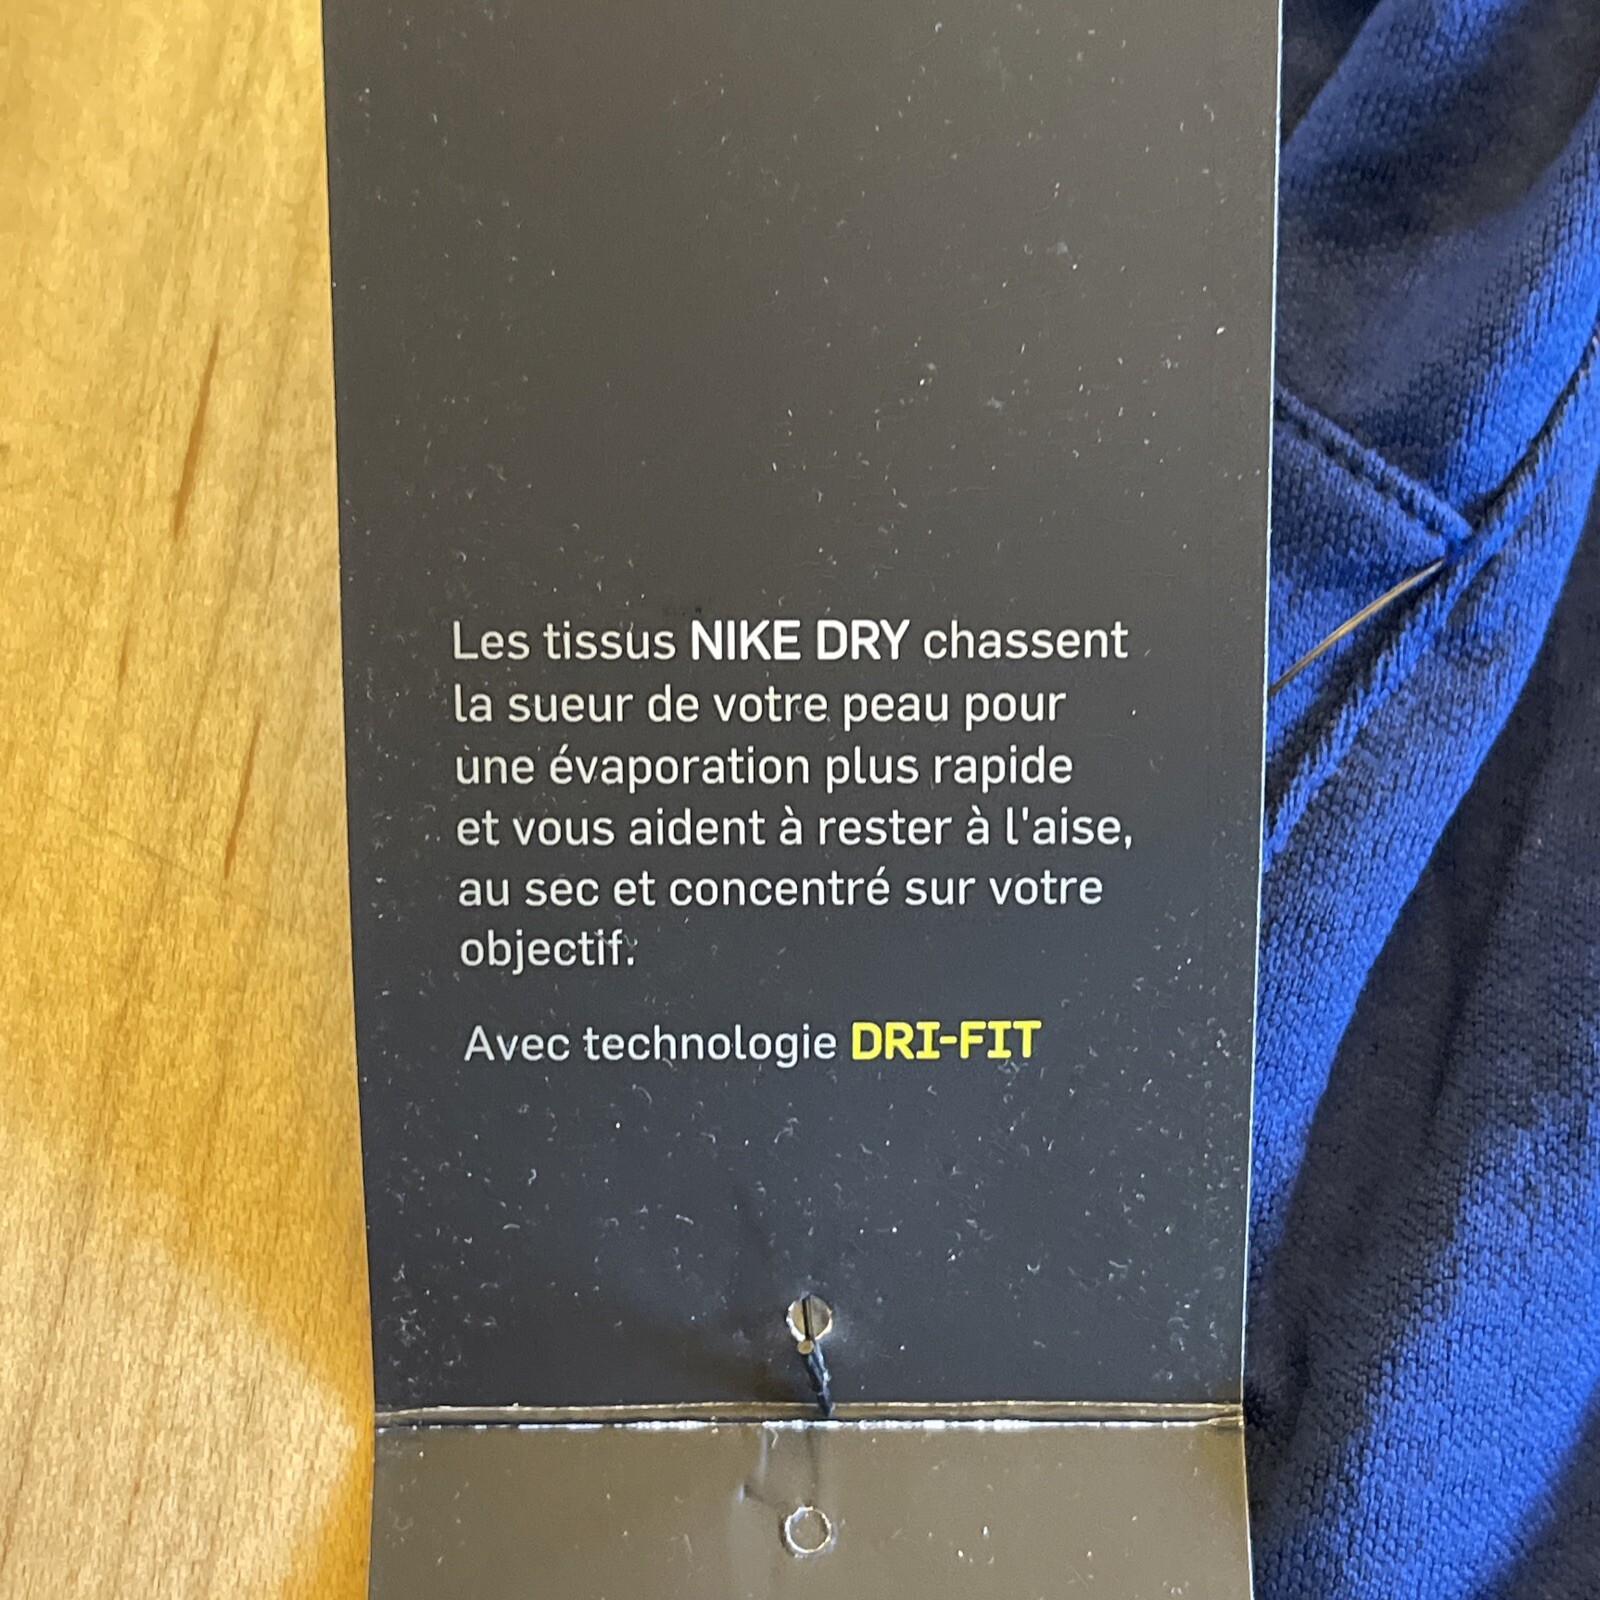 Les tissus NIKE DRY chassent
la sueur de votre peau pour
une évaporation plus rapide
et vous aident à rester à l'aise,
au sec et concentré sur votre
objectif.
Avec technologie DRI-FIT